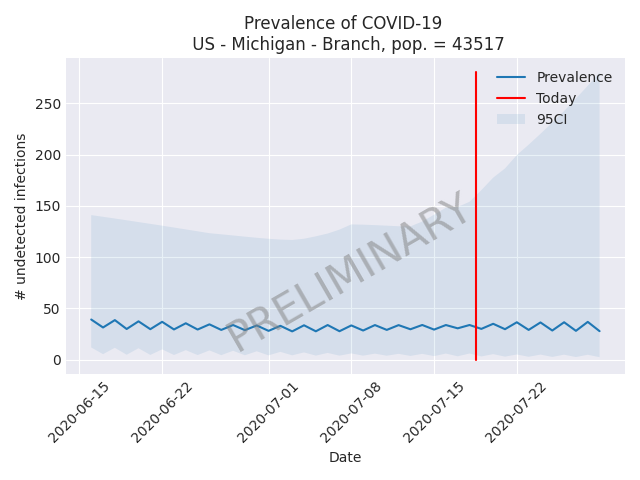 Prevalence of COVID-19
US - Michigan - Branch, pop. = 43517
Prevalence
Today
95CI
250
200
150
100
50
0
# undetected infections
PRELIMINARY
2020-06-15
2020-06-22
2020-07-01
2020-07-08
2020-07-15
2020-07-22
Date